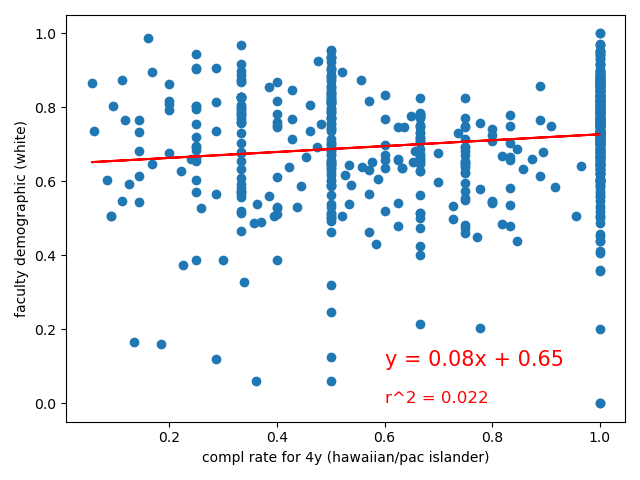 1.0
0.8
0.6
0.4
0.2
0.0
faculty demographic (white)
y = 0.08x + 0.65
r^2 = 0.022
0.2 0.4 0.6 0.8 1.0
compl rate for 4y (hawaiian/pac islander)